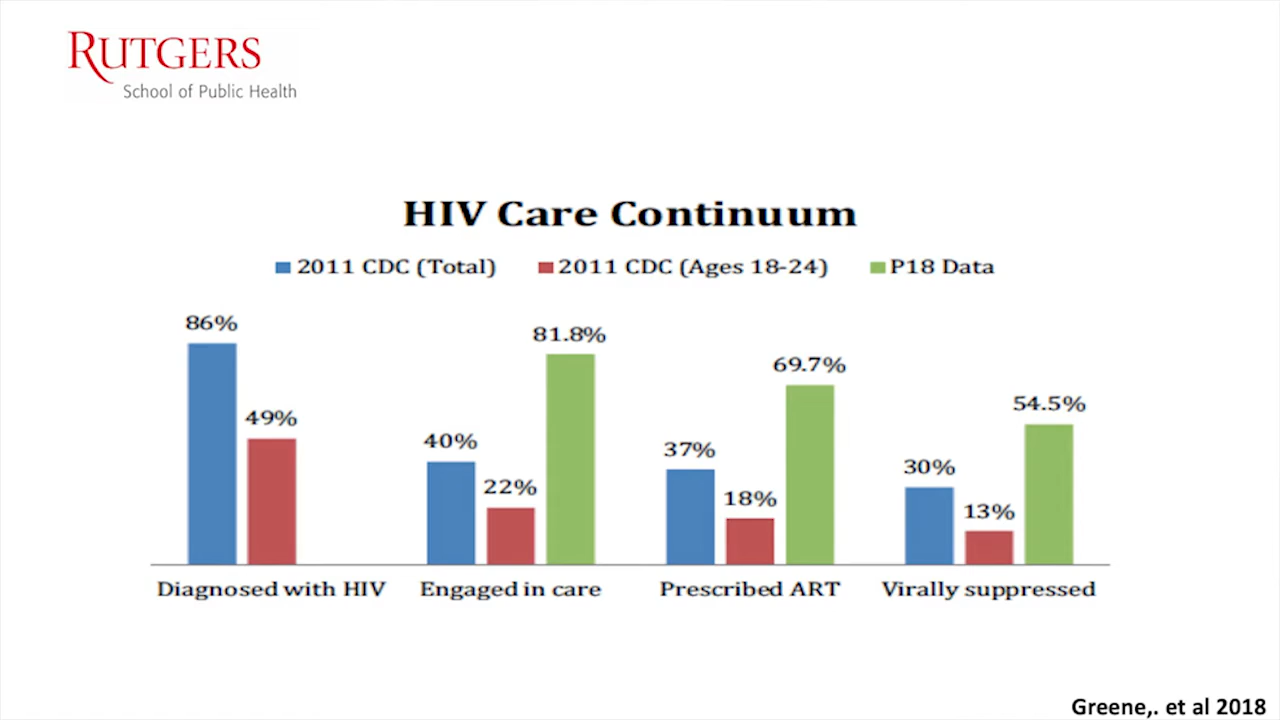 RUTGERS
School of Public Health
HIV Care Continuum
2011 CDC (Total) 2011 CDC (Ages 18-24) P18 Data
86% 49%
40% 22% 81.8%
37% 18% 69.7%
30% 13% 54.5%
Diagnosed with HIV Engaged in care Prescribed ART Virally suppressed
Greene,. et al 2018